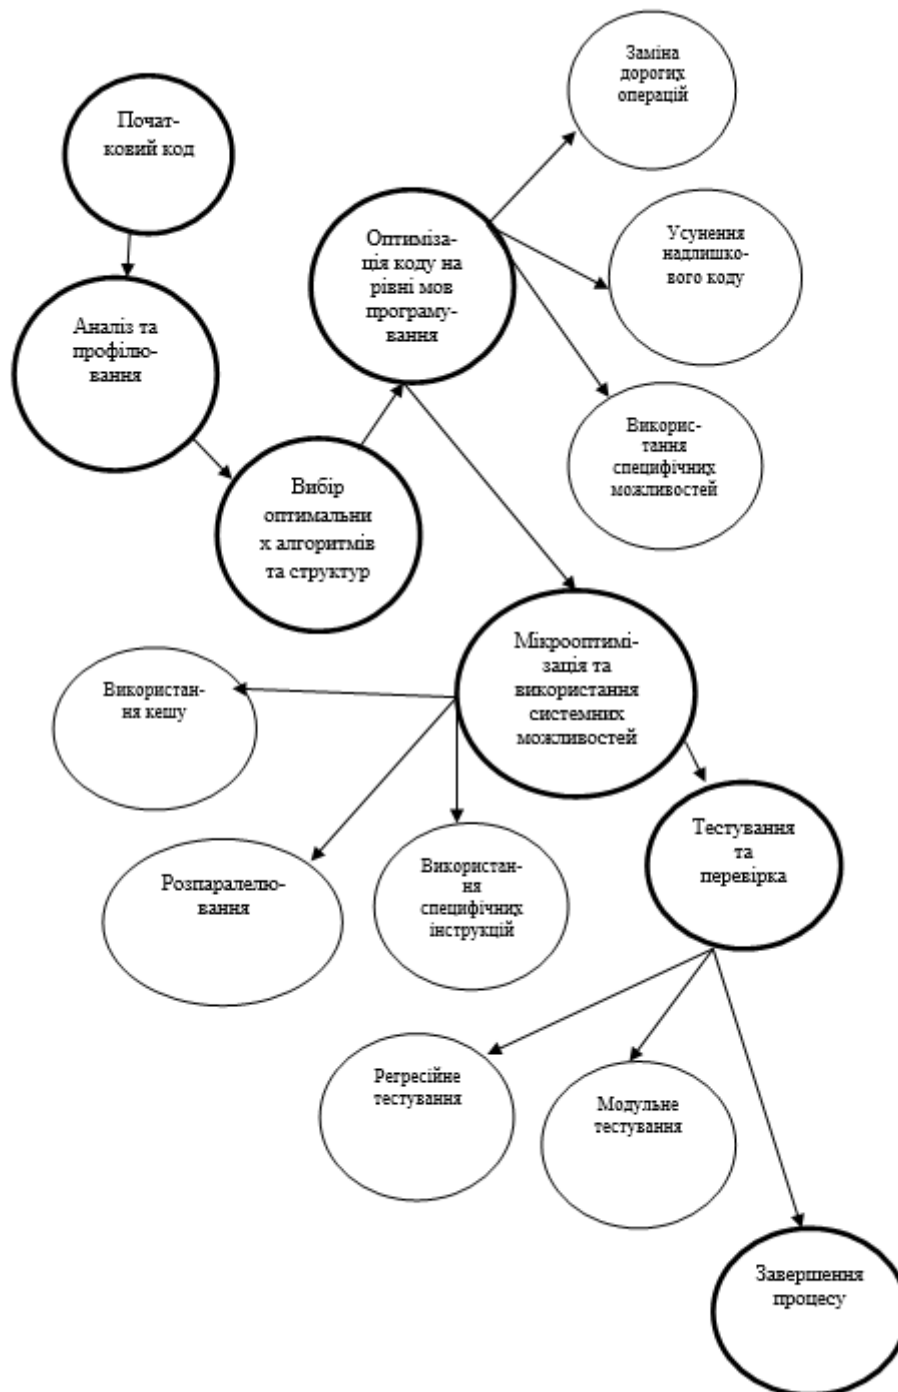 Заміна
дорогих
операцій
Почат-
ковий код
Оптиміза-
ція коду на
рівні мов
програму-
вання
Усунення
надлишко-
вого коду
Аналіз та
профілю-
вання
Викорис-
тання
специфічних
можливостей
Вибір
оптимальни
х алгоритмів
та структур
Мікрооптимі-
зація та
використання
системних
можливостей
Використан-
ня кешу
Тестування
та
перевірка
Розпаралелю-
вання
Використан-
ня
специфічних
інструкцій
Регресійне
тестування
Модульне
тестування
Завершення
процесу